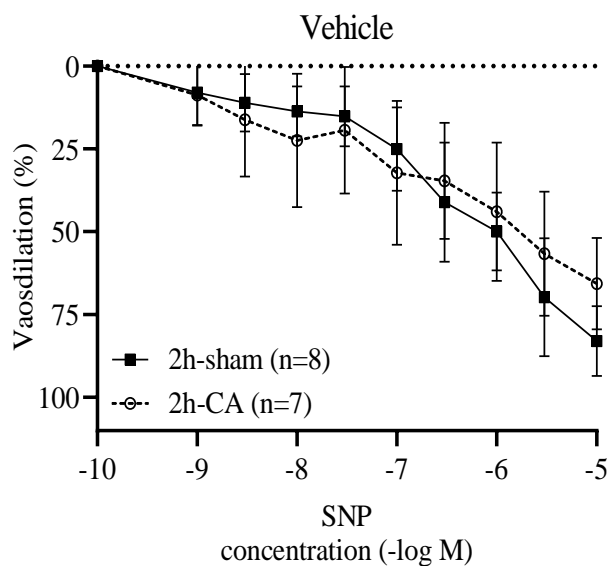 Vehicle
0
25
50
75
100
Vaosdilation (%)
2h-sham (n=8)
2h-CA (n=7)
-10 -9 -8 -7 -6 -5
SNP
concentration (-log M)